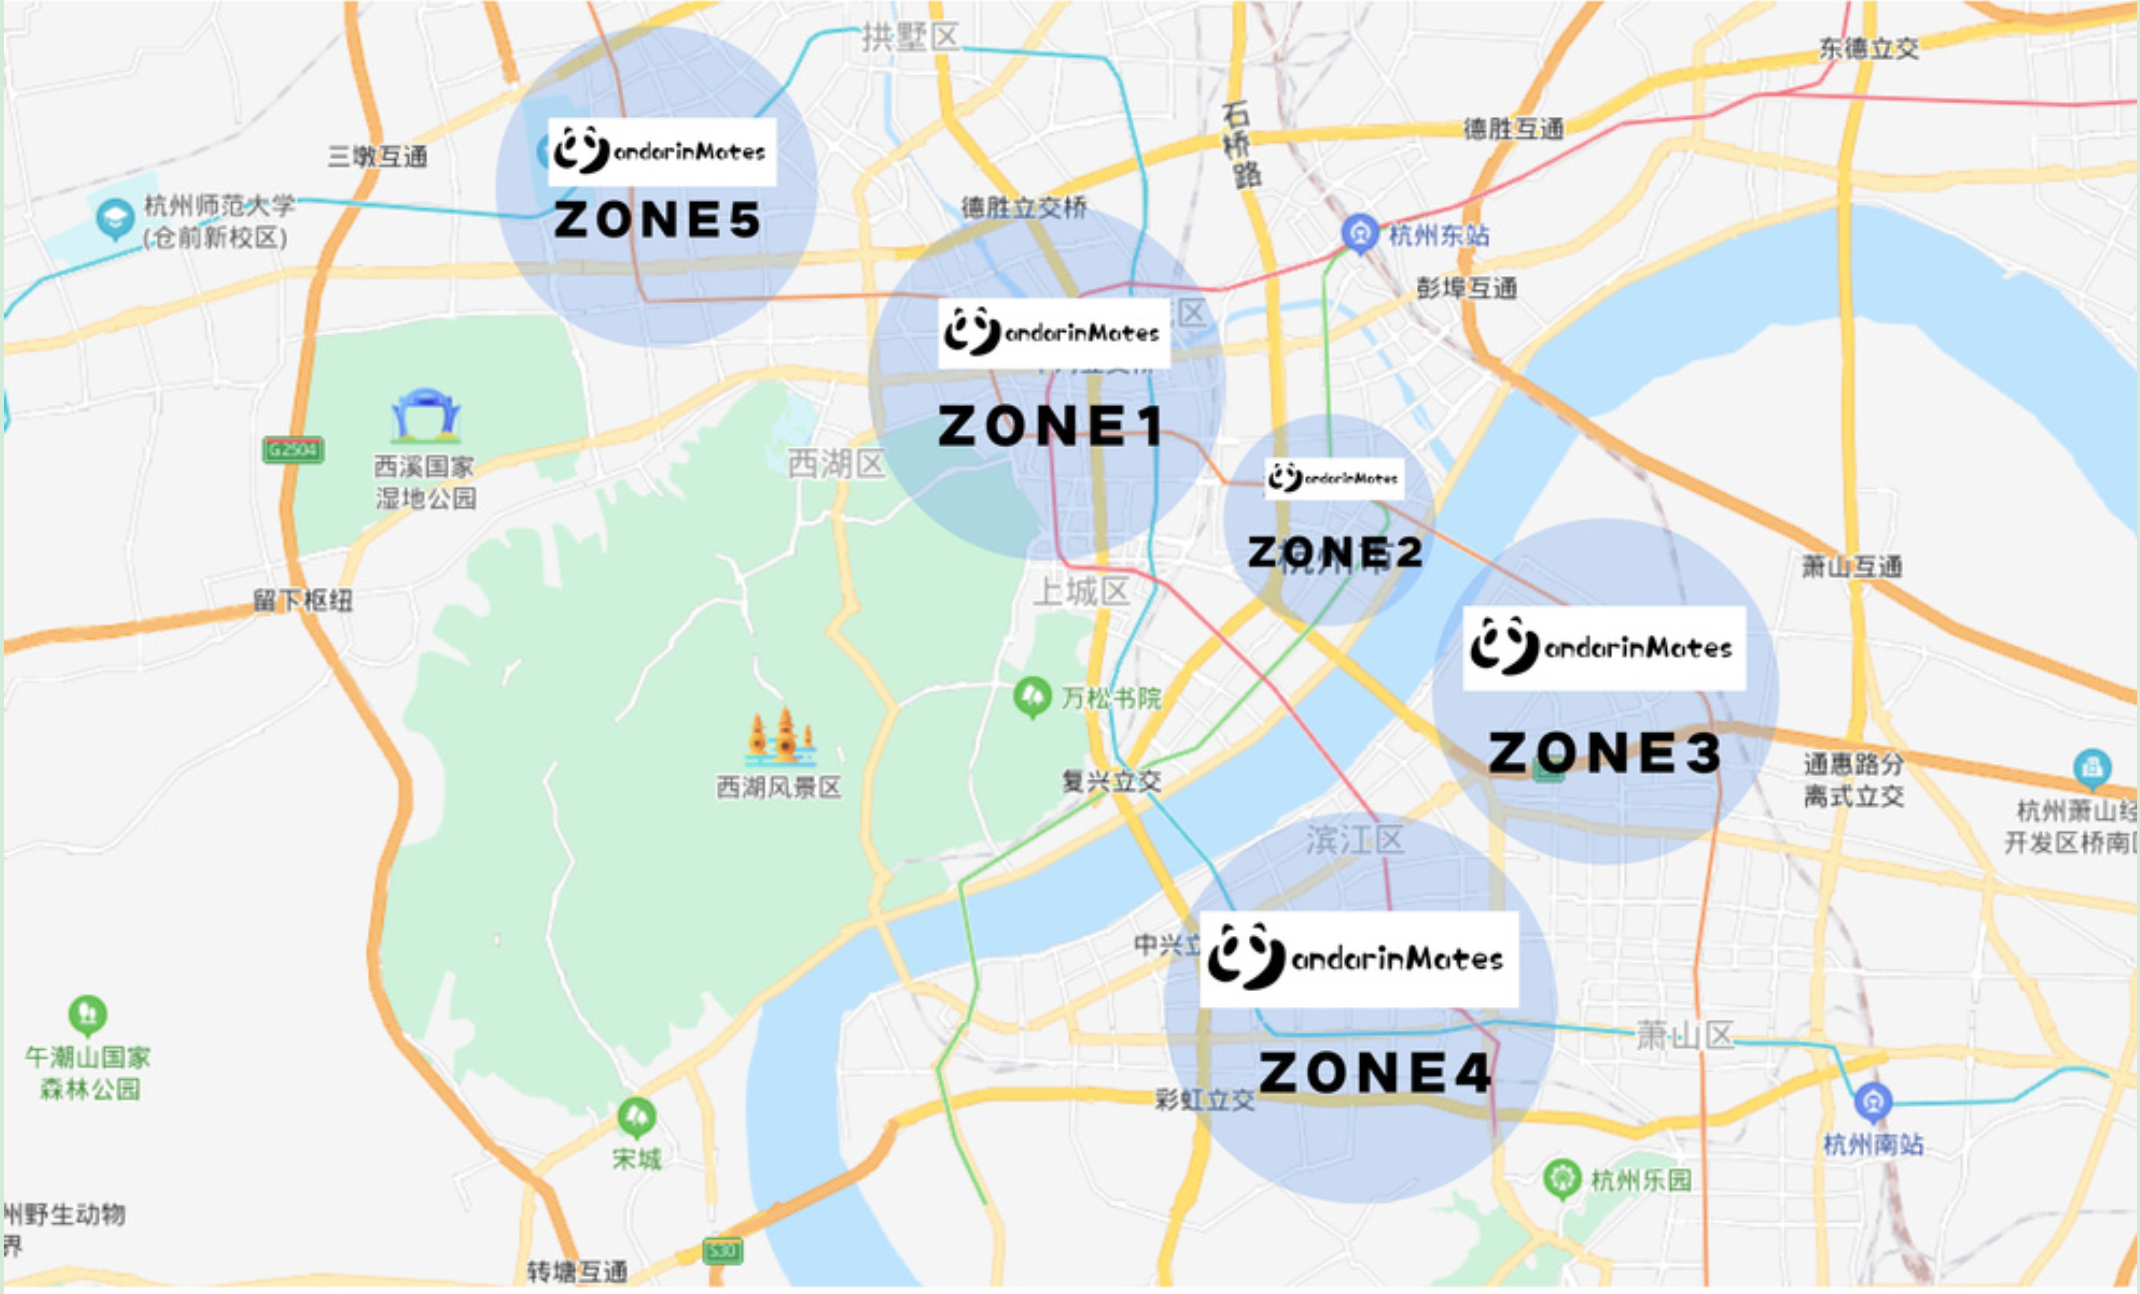 拱墅区
东德立交
石桥路
德胜互通
三墩互通
andarinMates
ZONE5
杭州师范大学
(仓前新校区)
德胜立交桥
杭州东站
彭埠互通
区
andarinMates
ZONE1
G2504
西溪国家
湿地公园
西湖区
andarinMates
ZONE2
萧山互通
留下枢纽
上城区
andarinMates
ZONE3
万松书院
西湖风景区
复兴立交
通惠路分
离式立交
杭州萧山经
开发区桥南
滨江区
中兴立
andarinMates
ZONE4
萧山区
午潮山国家
森林公园
彩虹立交
宋城
杭州南站
杭州乐园
州野生动物
界
S30
转塘互通